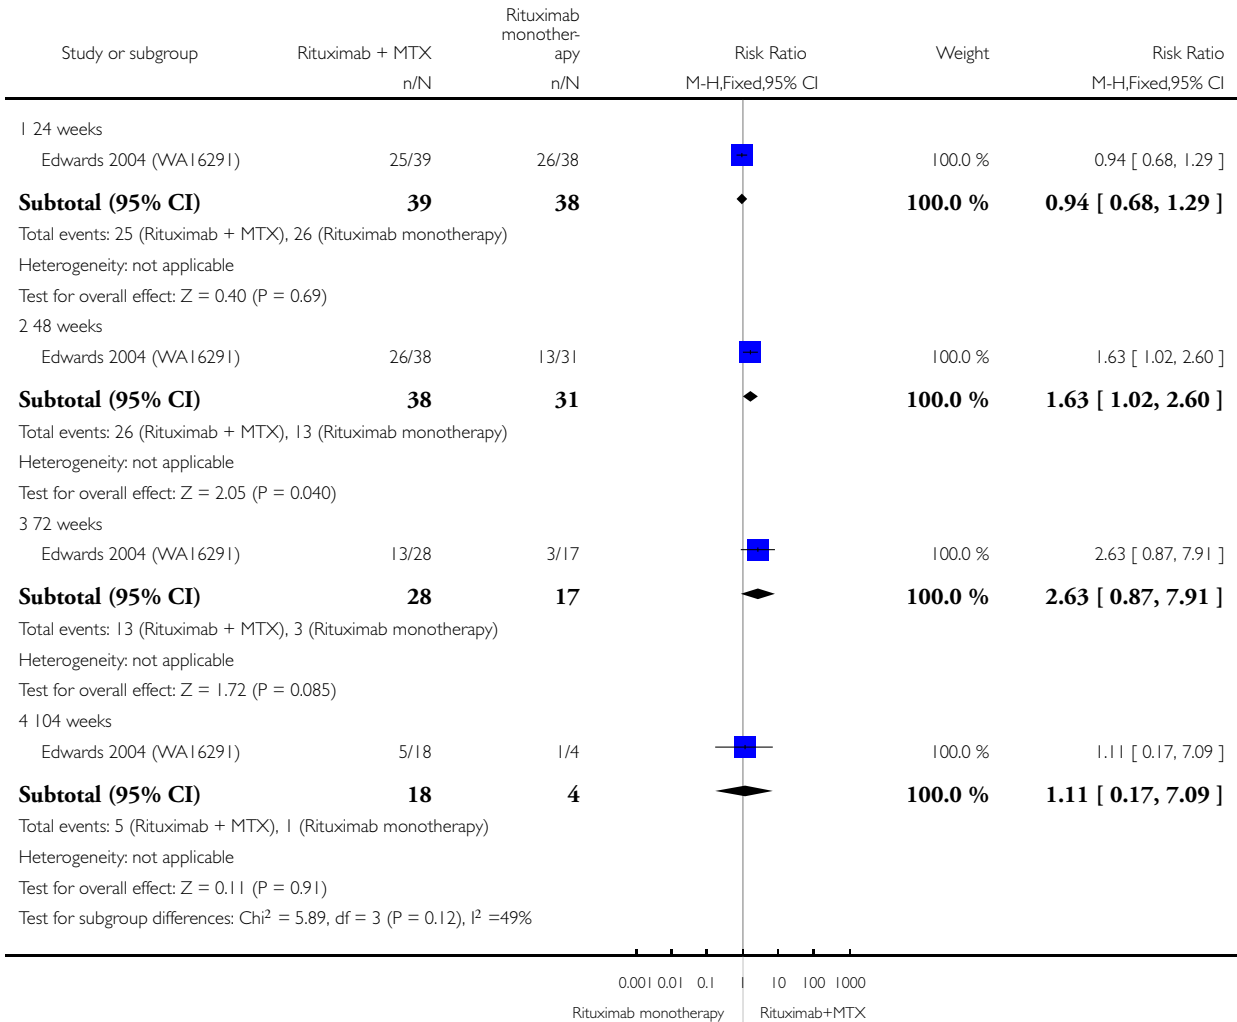 Study or subgroup Rituximab + MTX Rituximab monother- apy Risk Ratio Weight Risk Ratio
n/N n/N M-H,Fixed,95% CI M-H,Fixed,95% CI
1 24 weeks
Edwards 2004 (WA16291) 25/39 26/38 100.0 % 0.94 [ 0.68, 1.29 ]
Subtotal (95% CI) 39 38 100.0 % 0.94 [ 0.68, 1.29 ]
Total events: 25 (Rituximab + MTX), 26 (Rituximab monotherapy)
Heterogeneity: not applicable
Test for overall effect: Z = 0.40 (P = 0.69)
2 48 weeks
Edwards 2004 (WA16291) 26/38 13/31 100.0 % 1.63 [ 1.02, 2.60 ]
Subtotal (95% CI) 38 31 100.0 % 1.63 [ 1.02, 2.60 ]
Total events: 26 (Rituximab + MTX), 13 (Rituximab monotherapy)
Heterogeneity: not applicable
Test for overall effect: Z = 2.05 (P = 0.040)
3 72 weeks
Edwards 2004 (WA16291) 13/28 3/17 100.0 % 2.63 [ 0.87, 7.91 ]
Subtotal (95% CI) 28 17 100.0 % 2.63 [ 0.87, 7.91 ]
Total events: 13 (Rituximab + MTX), 3 (Rituximab monotherapy)
Heterogeneity: not applicable
Test for overall effect: Z = 1.72 (P = 0.085)
4 104 weeks
Edwards 2004 (WA16291) 5/18 1/4 100.0 % 1.11 [ 0.17, 7.09 ]
Subtotal (95% CI) 18 4 100.0 % 1.11 [ 0.17, 7.09 ]
Total events: 5 (Rituximab + MTX), 1 (Rituximab monotherapy)
Heterogeneity: not applicable
Test for overall effect: Z = 0.11 (P = 0.91)
Test for subgroup differences: Chi² = 5.89, df = 3 (P = 0.12), I² =49%
0.001 0.01 0.1 1 10 100 1000
Rituximab monotherapy Rituximab+MTX